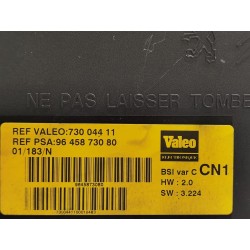 NE PAS LAISSER TOMBE
REF VALEO:730 044 11
REF PSA:96 458 730 80
01/183/N
Valeo
BSI var C CN1
HW : 2.0
SW : 3.224
9645873080